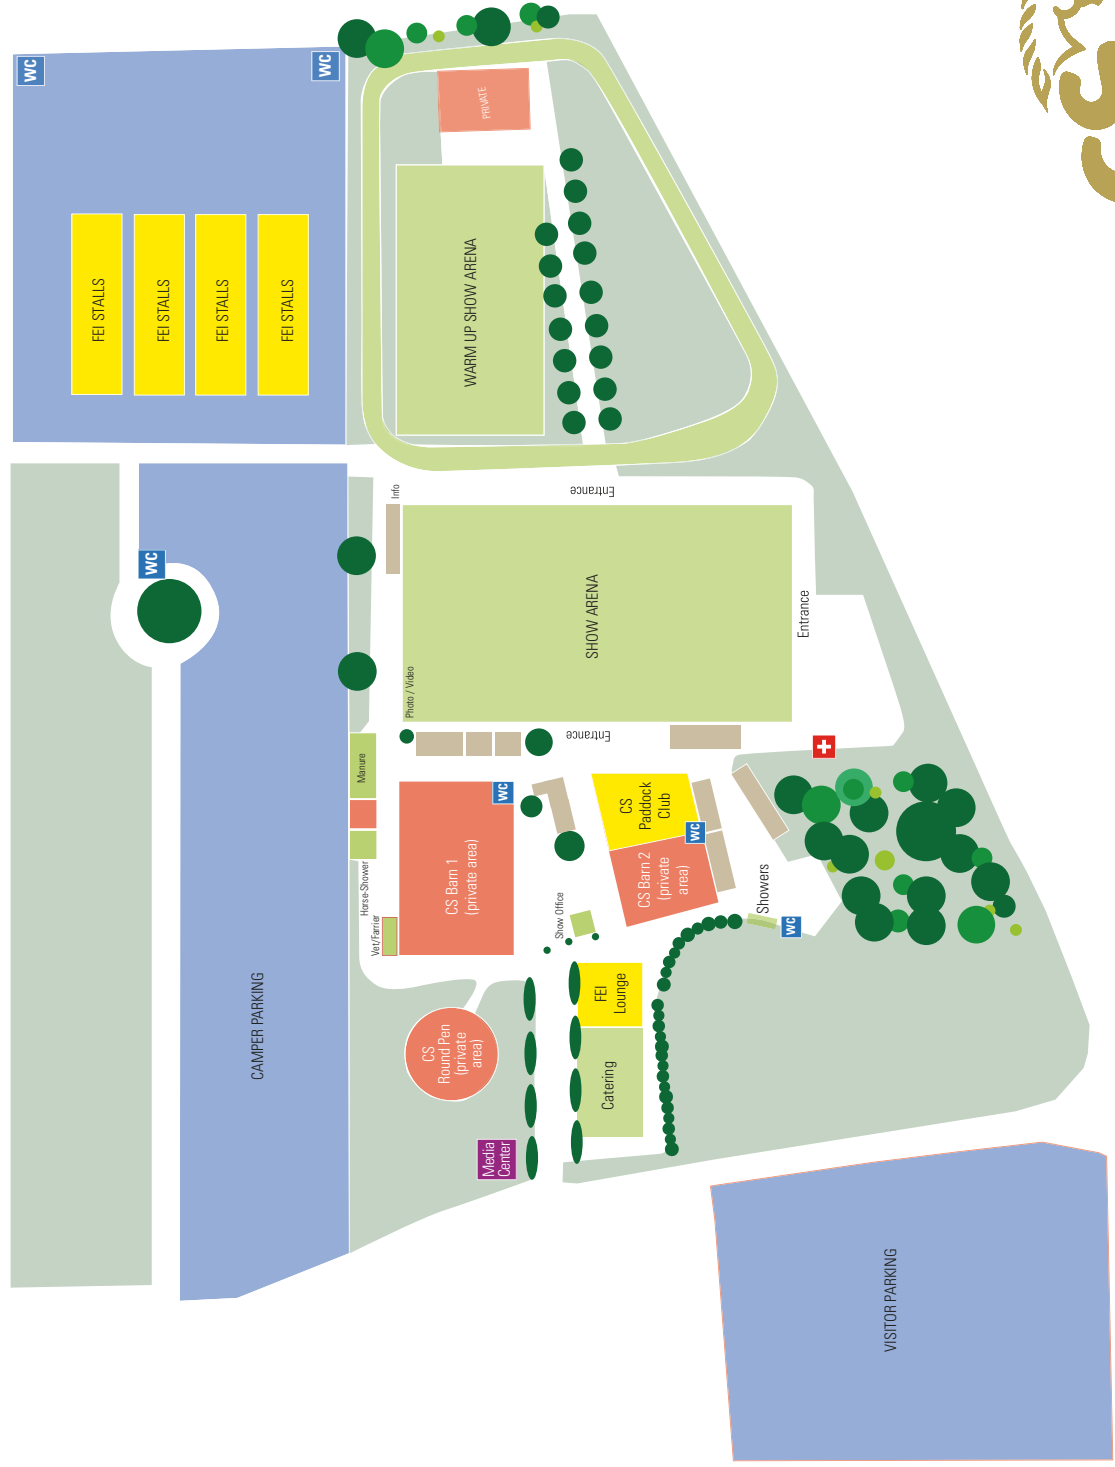 WC
WC
PRIVATE
FEI STALLS
FEI STALLS
FEI STALLS
FEI STALLS
WARM UP SHOW ARENA
Info
Entrance
WC
SHOW ARENA
Entrance
Photo / Video
Entrance
Manure
WC
CS
Paddock
Club
WC
CS Barn 1
(private area)
CS Barn 2
(private
area)
Horse-Shower
Vet/Farrier
Show Office
Showers
WC
FEI
Lounge
CS
Round Pen
(private
area)
CAMPER PARKING
Catering
Media
Center
VISITOR PARKING